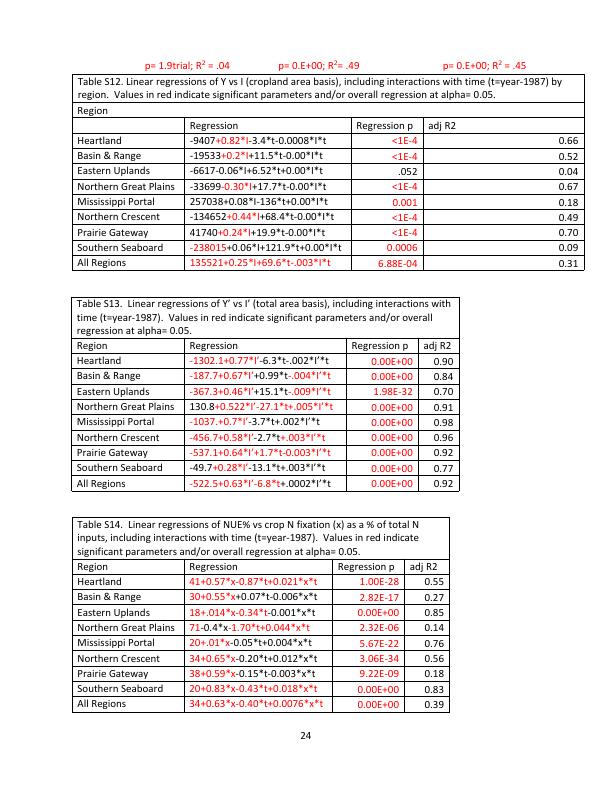 p= 1.9trial; R² = .04 p= 0.E+00; R²= .49 p= 0.E+00; R² = .45
Table S12. Linear regressions of Y vs I (cropland area basis), including interactions with time (t=year-1987) by
region. Values in red indicate significant parameters and/or overall regression at alpha= 0.05.
Region
Regression Regression p adj R2
Heartland -9407+0.82*I-3.4*t-0.0008*I*t <1E-4 0.66
Basin & Range -19533+0.2*I+11.5*t-0.00*I*t <1E-4 0.52
Eastern Uplands -6617-0.06*I+6.52*t+0.00*I*t .052 0.04
Northern Great Plains -33699-0.30*I+17.7*t-0.00*I*t <1E-4 0.67
Mississippi Portal 257038+0.08*I-136*t+0.00*I*t 0.001 0.18
Northern Crescent -134652+0.44*I+68.4*t-0.00*I*t <1E-4 0.49
Prairie Gateway 41740+0.24*I+19.9*t-0.00*I*t <1E-4 0.70
Southern Seaboard -238015+0.06*I+121.9*t+0.00*I*t 0.0006 0.09
All Regions 135521+0.25*I+69.6*t-.003*I*t 6.88E-04 0.31
Table S13. Linear regressions of Y’ vs I’ (total area basis), including interactions with
time (t=year-1987). Values in red indicate significant parameters and/or overall
regression at alpha= 0.05.
Region Regression Regression p adj R2
Heartland -1302.1+0.77*I’-6.3*t-.002*I’*t 0.00E+00 0.90
Basin & Range -187.7+0.67*I’+0.99*t-.004*I’*t 0.00E+00 0.84
Eastern Uplands -367.3+0.46*I’+15.1*t-.009*I’*t 1.98E-32 0.70
Northern Great Plains 130.8+0.522*I’-27.1*t+.005*I’*t 0.00E+00 0.91
Mississippi Portal -1037.+0.7*I’-3.7*t+.002*I’*t 0.00E+00 0.98
Northern Crescent -456.7+0.58*I’-2.7*t+.003*I’*t 0.00E+00 0.96
Prairie Gateway -537.1+0.64*I’+1.7*t-0.003*I’*t 0.00E+00 0.92
Southern Seaboard -49.7+0.28*I’-13.1*t+.003*I’*t 0.00E+00 0.77
All Regions -522.5+0.63*I’-6.8*t+.0002*I’*t 0.00E+00 0.92
Table S14. Linear regressions of NUE% vs crop N fixation (x) as a % of total N
inputs, including interactions with time (t=year-1987). Values in red indicate
significant parameters and/or overall regression at alpha= 0.05.
Region Regression Regression p adj R2
Heartland 41+0.57*x-0.87*t+0.021*x*t 1.00E-28 0.55
Basin & Range 30+0.55*x+0.07*t-0.006*x*t 2.82E-17 0.27
Eastern Uplands 18+.014*x-0.34*t-0.001*x*t 0.00E+00 0.85
Northern Great Plains 71-0.4*x-1.70*t+0.044*x*t 2.32E-06 0.14
Mississippi Portal 20+.01*x-0.05*t+0.004*x*t 5.67E-22 0.76
Northern Crescent 34+0.65*x-0.20*t+0.012*x*t 3.06E-34 0.56
Prairie Gateway 38+0.59*x-0.15*t-0.003*x*t 9.22E-09 0.18
Southern Seaboard 20+0.83*x-0.43*t+0.018*x*t 0.00E+00 0.83
All Regions 34+0.63*x-0.40*t+0.0076*x*t 0.00E+00 0.39
24